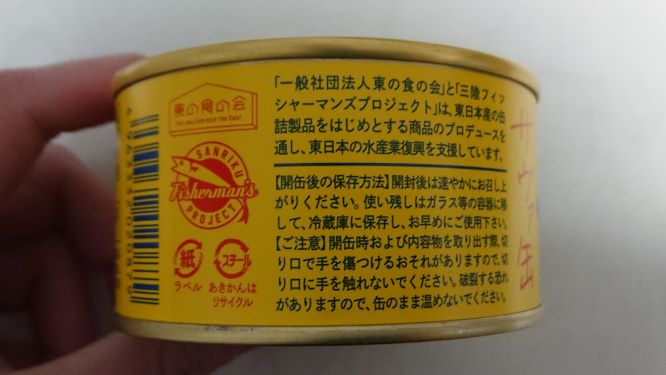 東の食の会
「一般社団法人東の食の会」と「三陸フィッ
シャーマンズプロジェクト」は、東日本産の缶
詰製品をはじめとする商品のプロデュースを
通し、東日本の水産業復興を支援しています。
SANRIKU
Fisherman's
PROJECT
【開缶後の保存方法】開封後は速やかにお召し上
がりください。使い残しはガラス等の容器に移
して、冷蔵庫に保存し、お早めにご使用下さい。
【ご注意】開缶時および内容物を取り出す際、切
り口で手を傷つけるおそれがありますので、切
り口に手を触れないでください。破裂する恐れ
がありますので、缶のまま温めないでください。
紙
ラベル
スチール
あきかんは
リサイクル
缶